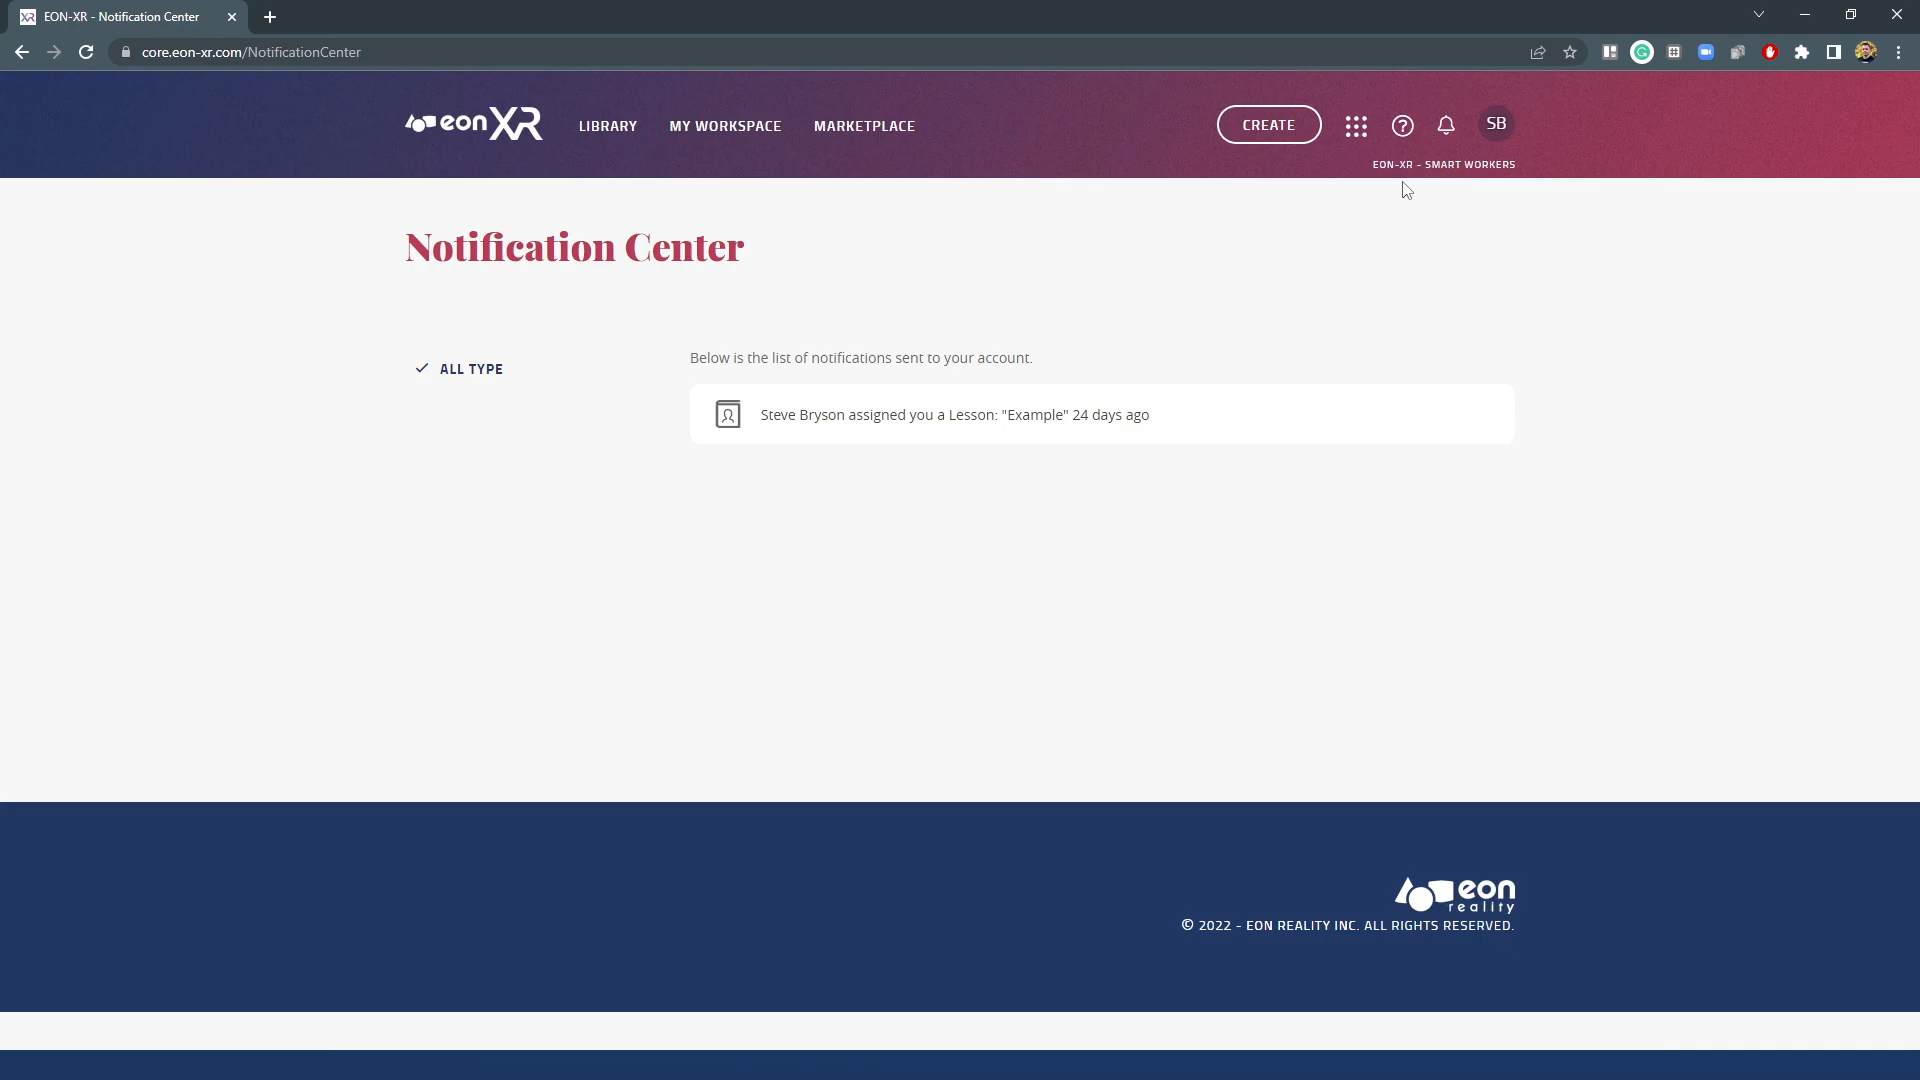 EON-XR - Notification Center
core.eon-xr.com/NotificationCenter
eon XR
LIBRARY
MY WORKSPACE
MARKETPLACE
CREATE
SB
EON-XR - SMART WORKERS
Notification Center
ALL TYPE
Below is the list of notifications sent to your account.
Steve Bryson assigned you a Lesson: "Example" 24 days ago
eon
reality
© 2022 - EON REALITY INC. ALL RIGHTS RESERVED.